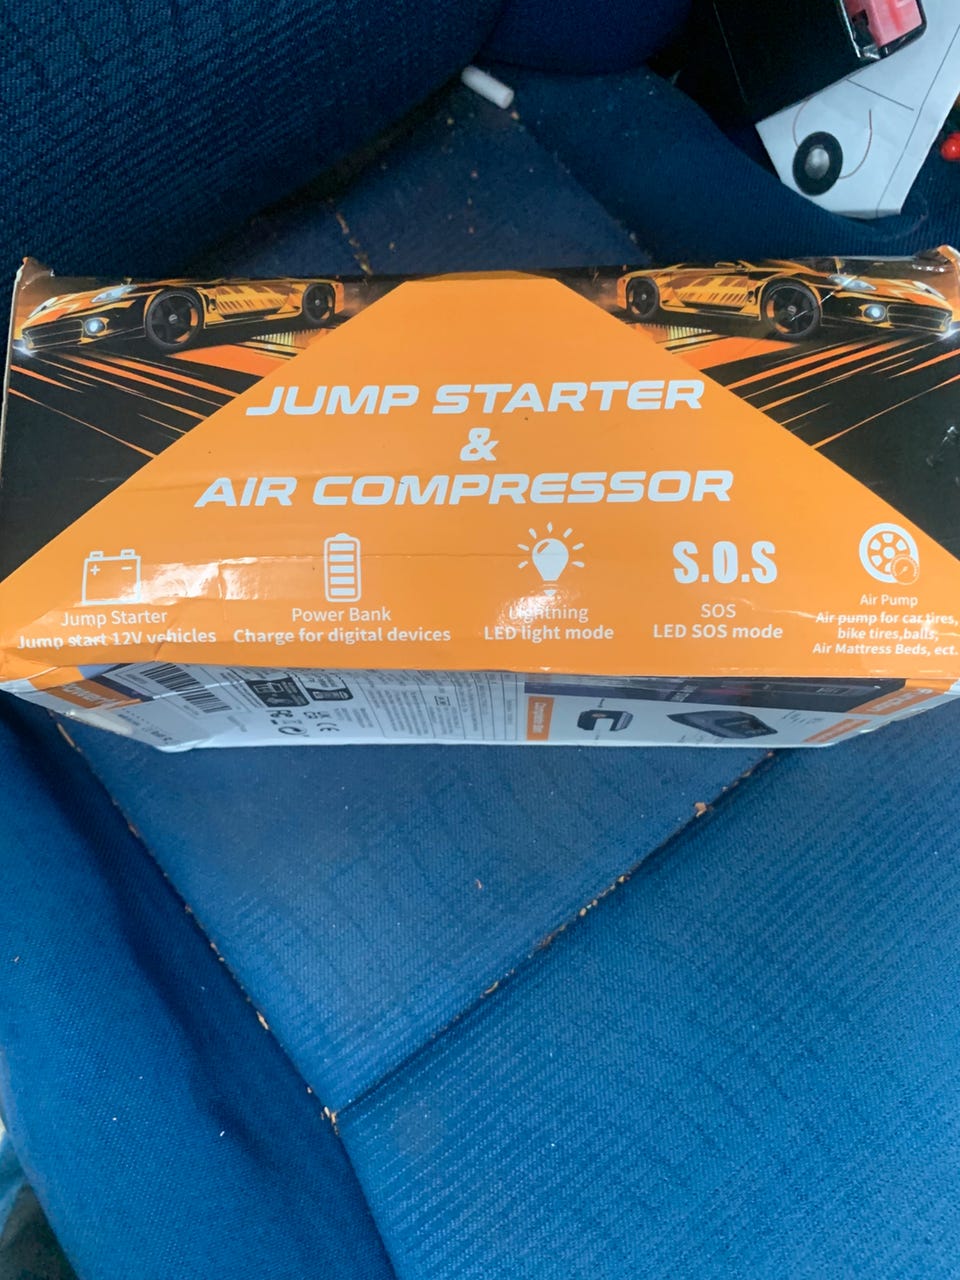 JUMP STARTER
&
AIR COMPRESSOR
Jump Starter
Jump start 12V vehicles
Power Bank
Charge for digital devices
Lightning
LED light mode
S.O.S
SOS
LED SOS mode
Air Pump
Air pump for car tires,
bike tires,balls,
Air Mattress Beds, ect.